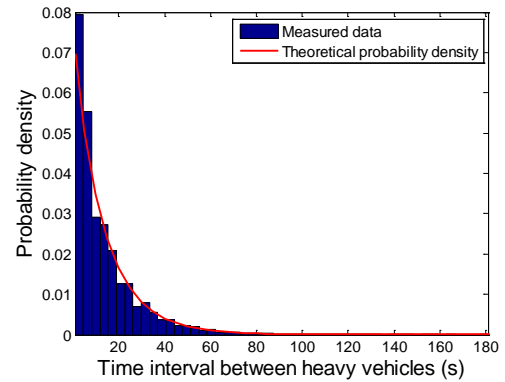 Measured data
Theoretical probability density
Probability density
0.08
0.07
0.06
0.05
0.04
0.03
0.02
0.01
0
20 40 60 80 100 120 140 160 180
Time interval between heavy vehicles (s)